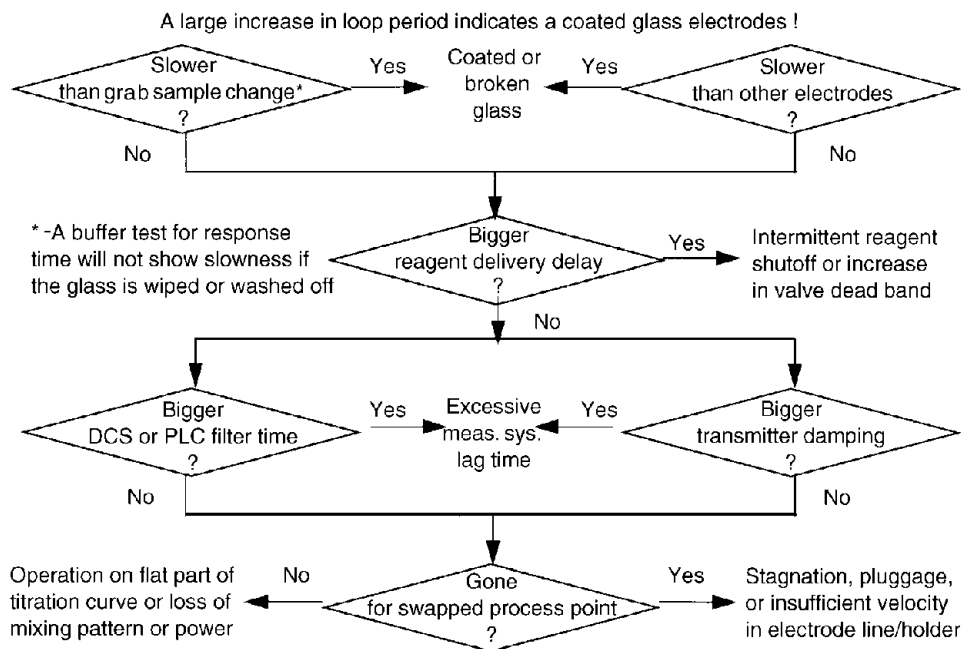 A large increase in loop period indicates a coated glass electrodes !
Slower
than grab sample change*
?
Yes
Coated or
broken
glass
Yes
Slower
than other electrodes
?
No
No
* -A buffer test for response
time will not show slowness if
the glass is wiped or washed off
Bigger
reagent delivery delay
?
Yes
Intermittent reagent
shutoff or increase
in valve dead band
No
Bigger
DCS or PLC filter time
?
Yes
Excessive
meas. sys.
lag time
Yes
Bigger
transmitter damping
?
No
No
Operation on flat part of
titration curve or loss of
mixing pattern or power
No
Gone
for swapped process point
?
Yes
Stagnation, pluggage,
or insufficient velocity
in electrode line/holder